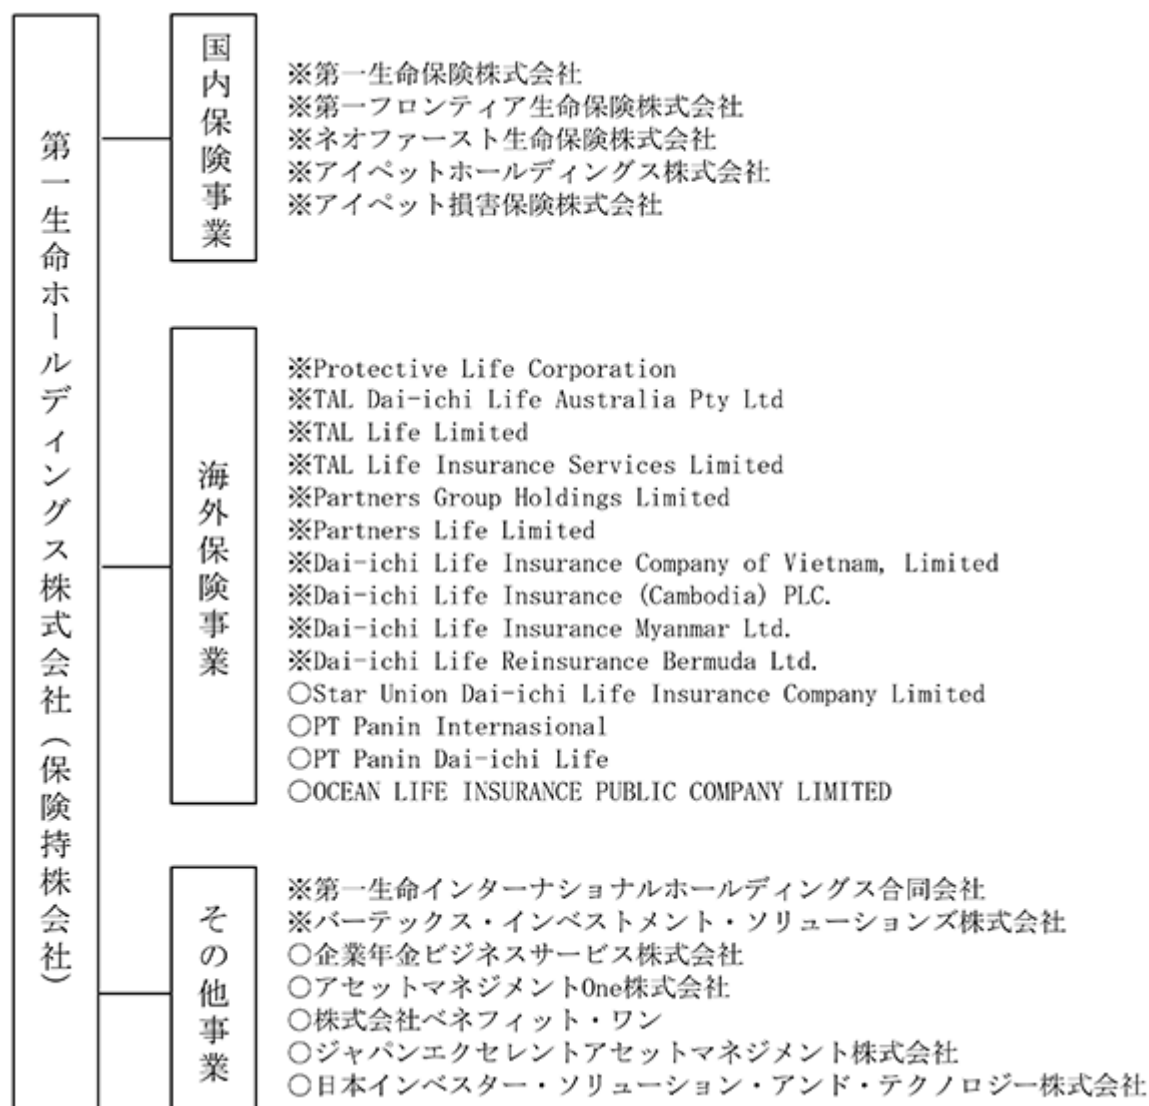 第一生命ホールディングス株式会社（保険持株会社）
国内保険事業
※第一生命保険株式会社
※第一フロンティア生命保険株式会社
※ネオファースト生命保険株式会社
※アイペットホールディングス株式会社
※アイペット損害保険株式会社
海外保険事業
※Protective Life Corporation
※TAL Dai-ichi Life Australia Pty Ltd
※TAL Life Limited
※TAL Life Insurance Services Limited
※Partners Group Holdings Limited
※Partners Life Limited
※Dai-ichi Life Insurance Company of Vietnam, Limited
※Dai-ichi Life Insurance (Cambodia) PLC.
※Dai-ichi Life Insurance Myanmar Ltd.
※Dai-ichi Life Reinsurance Bermuda Ltd.
○Star Union Dai-ichi Life Insurance Company Limited
○PT Panin Internasional
○PT Panin Dai-ichi Life
○OCEAN LIFE INSURANCE PUBLIC COMPANY LIMITED
その他事業
※第一生命インターナショナルホールディングス合同会社
※バーテックス・インベストメント・ソリューションズ株式会社
○企業年金ビジネスサービス株式会社
○アセットマネジメントOne株式会社
○株式会社ベネフィット・ワン
○ジャパンエクセレントアセットマネジメント株式会社
○日本インベスター・ソリューション・アンド・テクノロジー株式会社